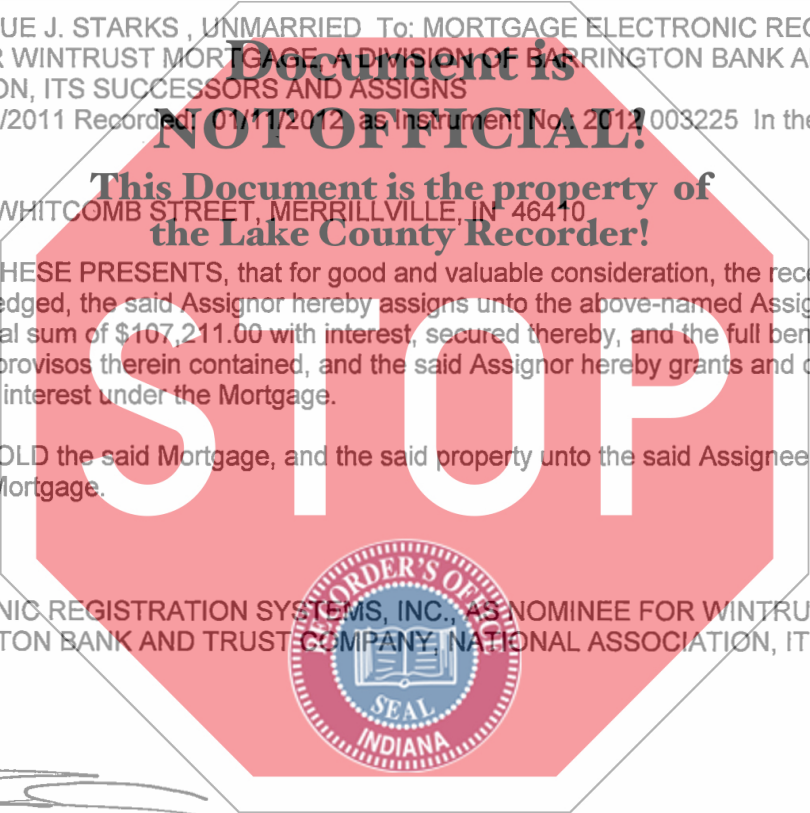 UE J. STARKS , UNMARRIED To: MORTGAGE ELECTRONIC REC
R WINTRUST MORTGAGE, A DIVISION OF BARRINGTON BANK A
Document is
ON, ITS SUCCESSORS AND ASSIGNS
/2011 Recorded: 01/11/2012 as Instrument No.: 2012 003225 In the
NOT OFFICIAL!
This Document is the property of
WHITCOMB STREET, MERRILLVILLE, IN 46410
the Lake County Recorder!
HESE PRESENTS, that for good and valuable consideration, the rec
edged, the said Assignor hereby assigns unto the above-named Assig
al sum of $107,211.00 with interest, secured thereby, and the full ben
provisos therein contained, and the said Assignor hereby grants and c
interest under the Mortgage.
STOP
OLD the said Mortgage, and the said property unto the said Assignee
Mortgage.
NIC REGISTRATION SYSTEMS, INC., AS NOMINEE FOR WINTRU
TON BANK AND TRUST COMPANY, NATIONAL ASSOCIATION, IT
RECORDER'S OFFICE
SEAL
INDIANA